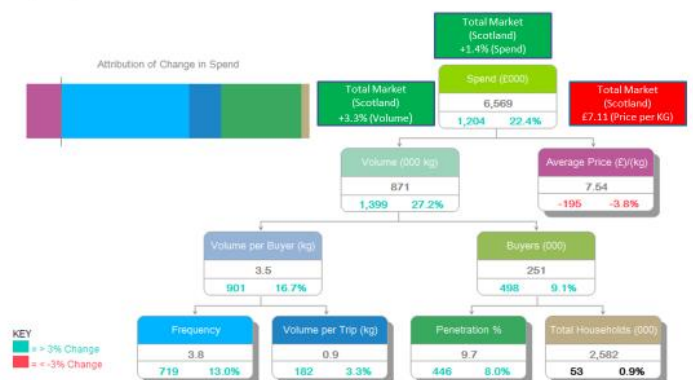 Total Market
(Scotland)
+1.4% (Spend)
Attribution of Change in Spend
Total Market
(Scotland)
+3.3% (Volume)
Spend (£000)
6,569
1,204 22.4%
Total Market
(Scotland)
£7.11 (Price per KG)
Volume (000 kg)
871
1,399 27.2%
Average Price (£)/(kg)
7.54
-195 -3.8%
Volume per Buyer (kg)
3.5
901 16.7%
Buyers (000)
251
498 9.1%
Frequency
3.8
719 13.0%
Volume per Trip (kg)
0.9
182 3.3%
Penetration %
9.7
446 8.0%
Total Households (000)
2,582
53 0.9%
KEY
= > 3% Change
= < -3% Change